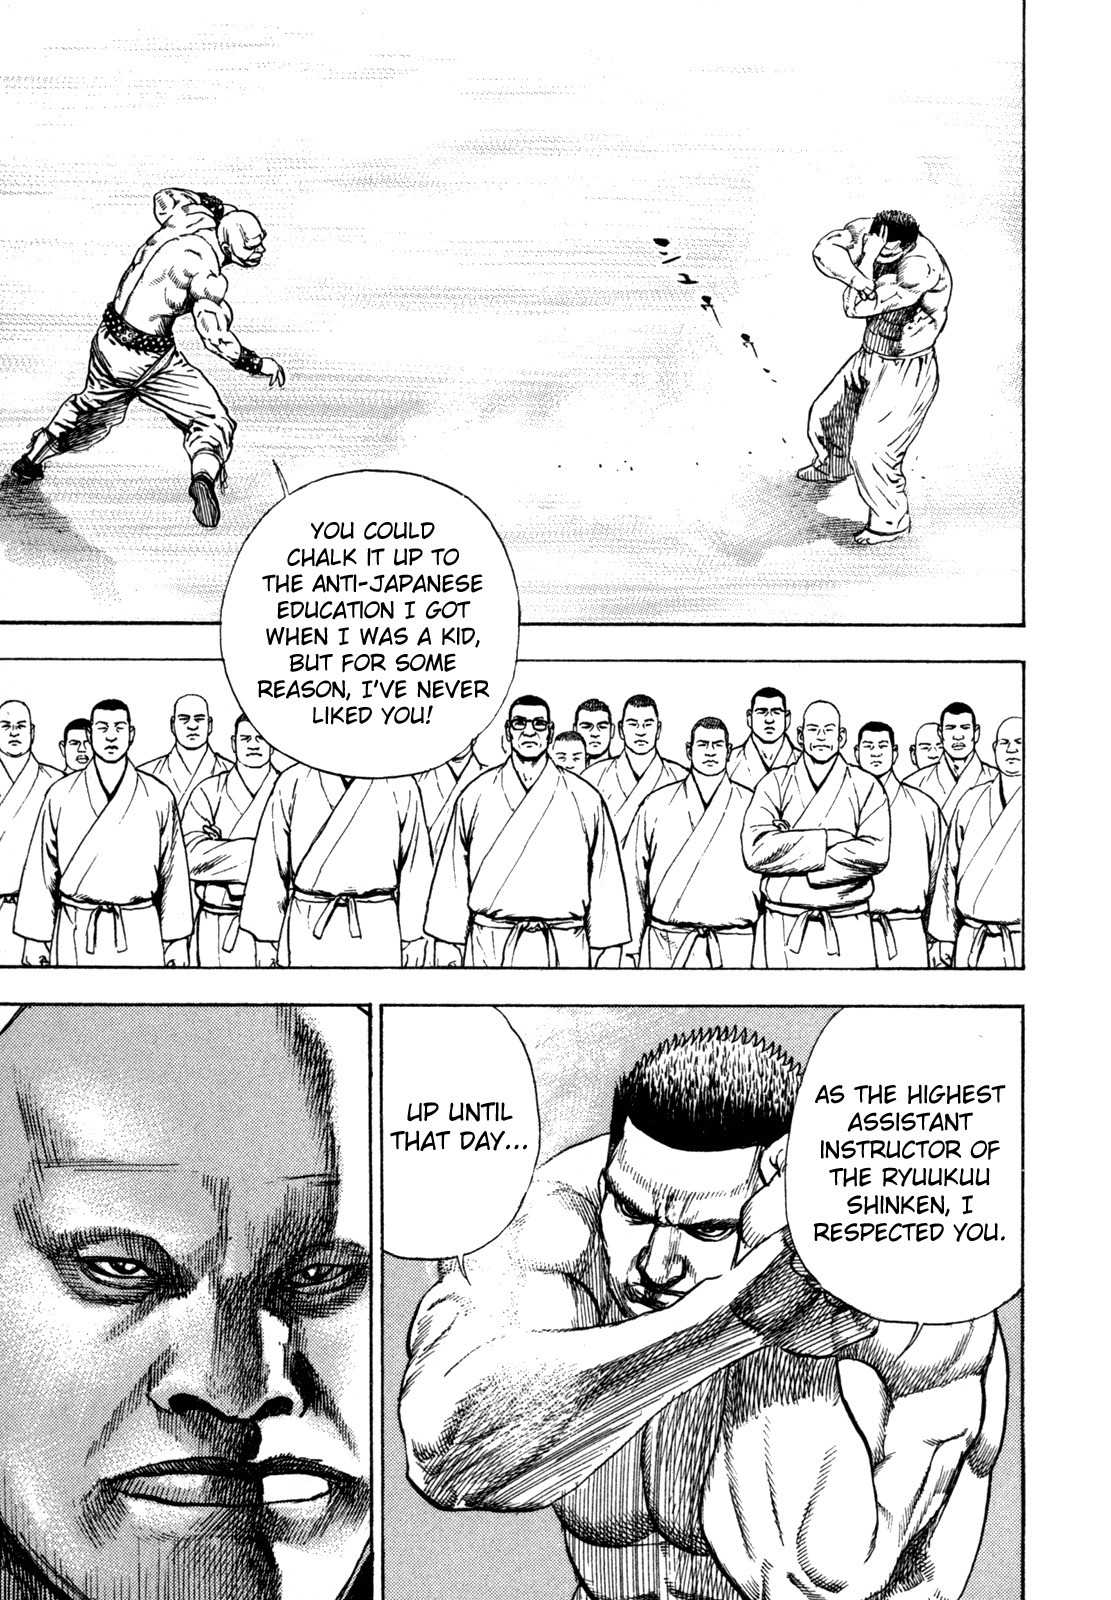 YOU COULD
CHALK IT UP TO
THE ANTI-JAPANESE
EDUCATION I GOT
WHEN I WAS A KID,
BUT FOR SOME
REASON, I'VE NEVER
LIKED YOU!
AS THE HIGHEST
ASSISTANT
INSTRUCTOR OF
THE RYUUKUU
SHINKEN, I
RESPECTED YOU.
UP UNTIL
THAT DAY...